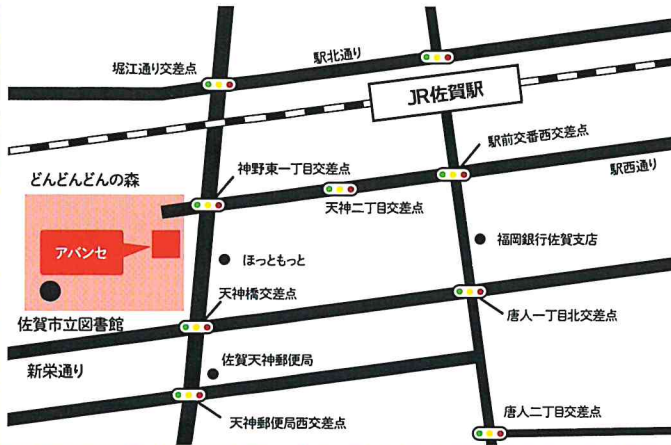 堀江通り交差点
駅北通り
JR佐賀駅
駅前交番西交差点
駅西通り
神野東一丁目交差点
天神二丁目交差点
どんどんどんの森
アバンセ
佐賀市立図書館
ほっともっと
福岡銀行佐賀支店
天神橋交差点
唐人一丁目北交差点
新栄通り
佐賀天神郵便局
天神郵便局西交差点
唐人二丁目交差点